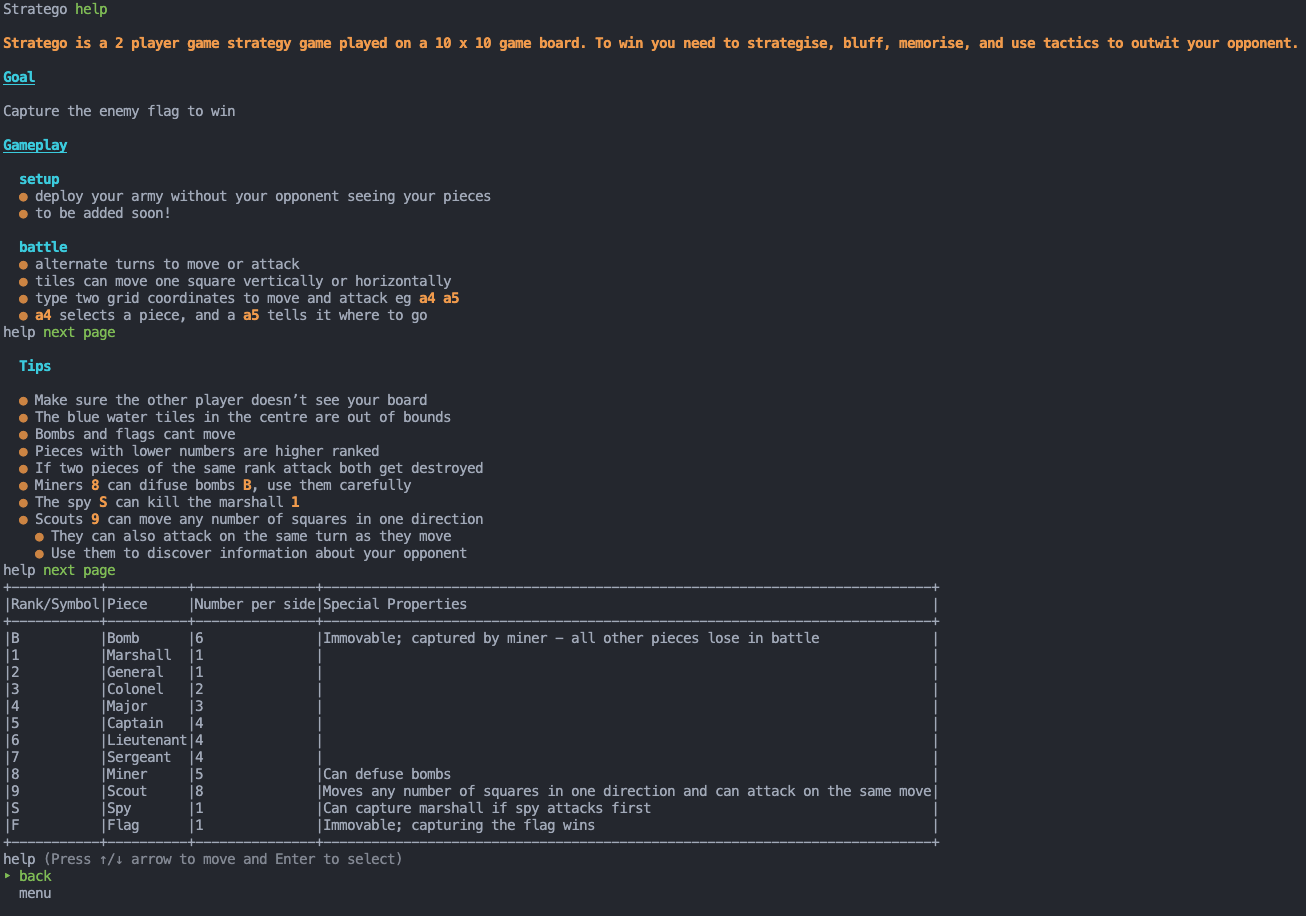 Stratego help
Stratego is a 2 player game strategy game played on a 10 x 10 game board. To win you need to strategise, bluff, memorise, and use tactics to outwit your opponent.
Goal
Capture the enemy flag to win
Gameplay
setup
● deploy your army without your opponent seeing your pieces
● to be added soon!
battle
● alternate turns to move or attack
● tiles can move one square vertically or horizontally
● type two grid coordinates to move and attack eg a4 a5
● a4 selects a piece, and a a5 tells it where to go
help next page
Tips
● Make sure the other player doesn’t see your board
● The blue water tiles in the centre are out of bounds
● Bombs and flags cant move
● Pieces with lower numbers are higher ranked
● If two pieces of the same rank attack both get destroyed
● Miners 8 can difuse bombs B, use them carefully
● The spy S can kill the marshall 1
● Scouts 9 can move any number of squares in one direction
● They can also attack on the same turn as they move
● Use them to discover information about your opponent
help next page
|Rank/Symbol|Piece |Number per side|Special Properties |
|B |Bomb |6 |Immovable; captured by miner – all other pieces lose in battle |
|1 |Marshall |1 | |
|2 |General |1 | |
|3 |Colonel |2 | |
|4 |Major |3 | |
|5 |Captain |4 | |
|6 |Lieutenant|4 | |
|7 |Sergeant |4 | |
|8 |Miner |5 |Can defuse bombs |
|9 |Scout |8 |Moves any number of squares in one direction and can attack on the same move|
|S |Spy |1 |Can capture marshall if spy attacks first |
|F |Flag |1 |Immovable; capturing the flag wins |
help (Press ↑/↓ arrow to move and Enter to select)
‣ back
menu